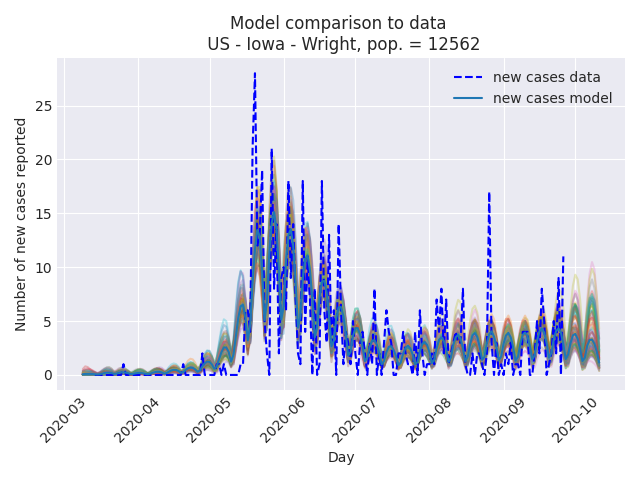 Model comparison to data
US - Iowa - Wright, pop. = 12562
new cases data
new cases model
Number of new cases reported
25
20
15
10
5
0
2020-03
2020-04
2020-05
2020-06
2020-07
2020-08
2020-09
2020-10
Day